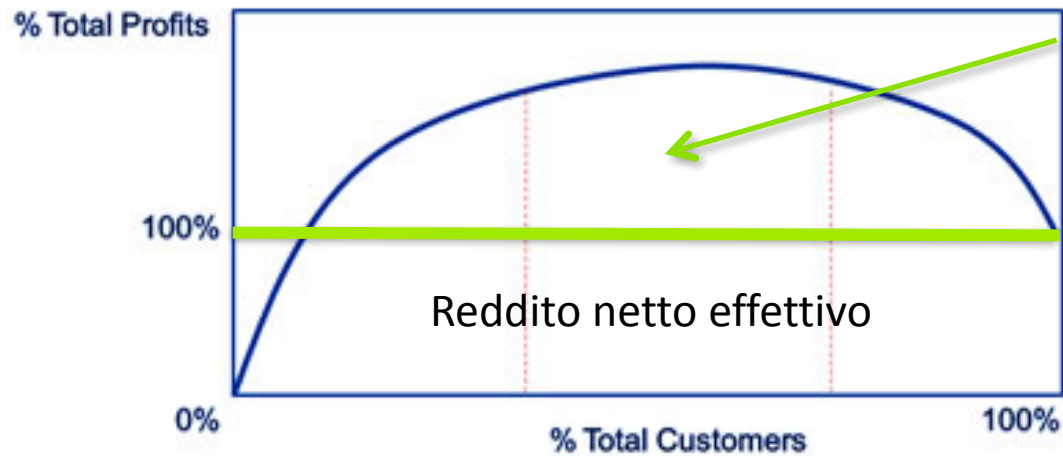 % Total Profits
100%
Reddito netto effettivo
0%
100%
% Total Customers